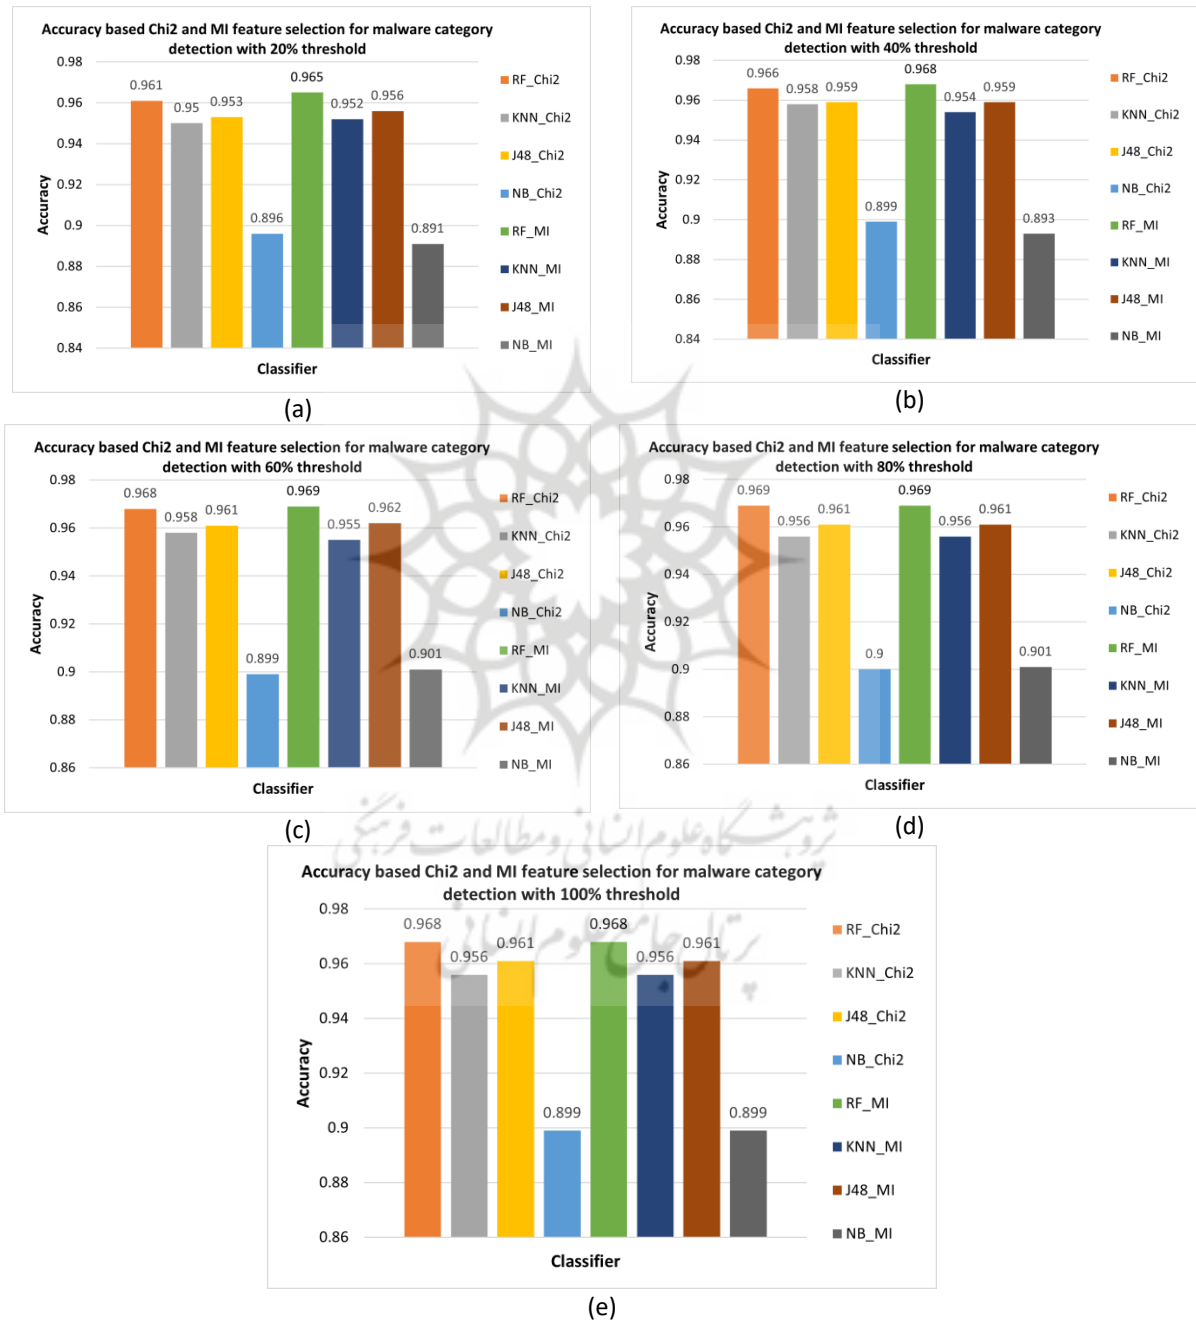 Accuracy based Chi2 and MI feature selection for malware category
detection with 20% threshold
0.98
0.96
0.94
0.92
0.9
0.88
0.86
0.84
Accuracy
0.961
0.95
0.953
0.896
0.965
0.952
0.956
0.891
Classifier
RF_Chi2
KNN_Chi2
J48_Chi2
NB_Chi2
RF_MI
KNN_MI
J48_MI
NB_MI
(a)
Accuracy based Chi2 and MI feature selection for malware category
detection with 40% threshold
0.98
0.96
0.94
0.92
0.9
0.88
0.86
0.84
Accuracy
0.966
0.958
0.959
0.899
0.968
0.954
0.959
0.893
Classifier
RF_Chi2
KNN_Chi2
J48_Chi2
NB_Chi2
RF_MI
KNN_MI
J48_MI
NB_MI
(b)
Accuracy based Chi2 and MI feature selection for malware category
detection with 60% threshold
0.98
0.96
0.94
0.92
0.9
0.88
0.86
Accuracy
0.968
0.958
0.961
0.899
0.969
0.955
0.962
0.901
Classifier
RF_Chi2
KNN_Chi2
J48_Chi2
NB_Chi2
RF_MI
KNN_MI
J48_MI
NB_MI
(c)
Accuracy based Chi2 and MI feature selection for malware category
detection with 80% threshold
0.98
0.96
0.94
0.92
0.9
0.88
0.86
Accuracy
0.969
0.956
0.961
0.9
0.969
0.956
0.961
0.901
Classifier
RF_Chi2
KNN_Chi2
J48_Chi2
NB_Chi2
RF_MI
KNN_MI
J48_MI
NB_MI
(d)
پژوهشگاه علوم انسانی و مطالعات فرهنگی
Accuracy based Chi2 and MI feature selection for malware category
detection with 100% threshold
0.98
0.96
0.94
0.92
0.9
0.88
0.86
Accuracy
0.968
0.956
0.961
0.899
0.968
0.956
0.961
0.899
پرتال جامع علوم انسانی
Classifier
RF_Chi2
KNN_Chi2
J48_Chi2
NB_Chi2
RF_MI
KNN_MI
J48_MI
NB_MI
(e)